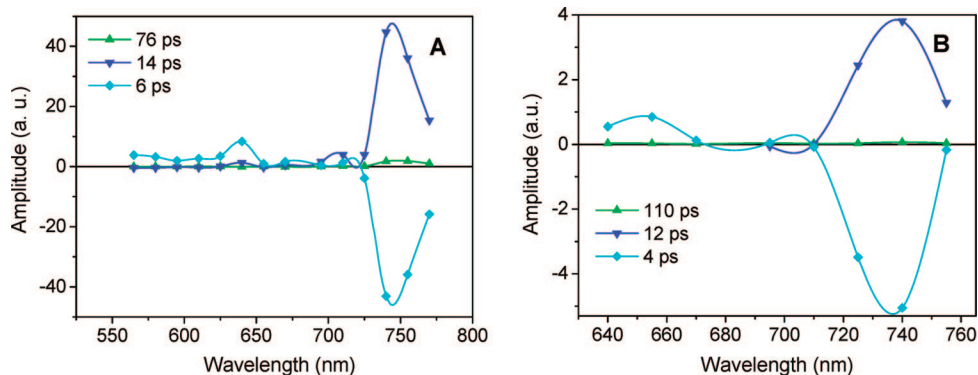 A
76 ps
14 ps
6 ps
Amplitude (a. u.)
40
20
0
-20
-40
550
600
650
700
750
800
Wavelength (nm)
B
110 ps
12 ps
4 ps
Amplitude (a.u.)
4
2
0
-2
-4
640
660
680
700
720
740
760
Wavelength (nm)